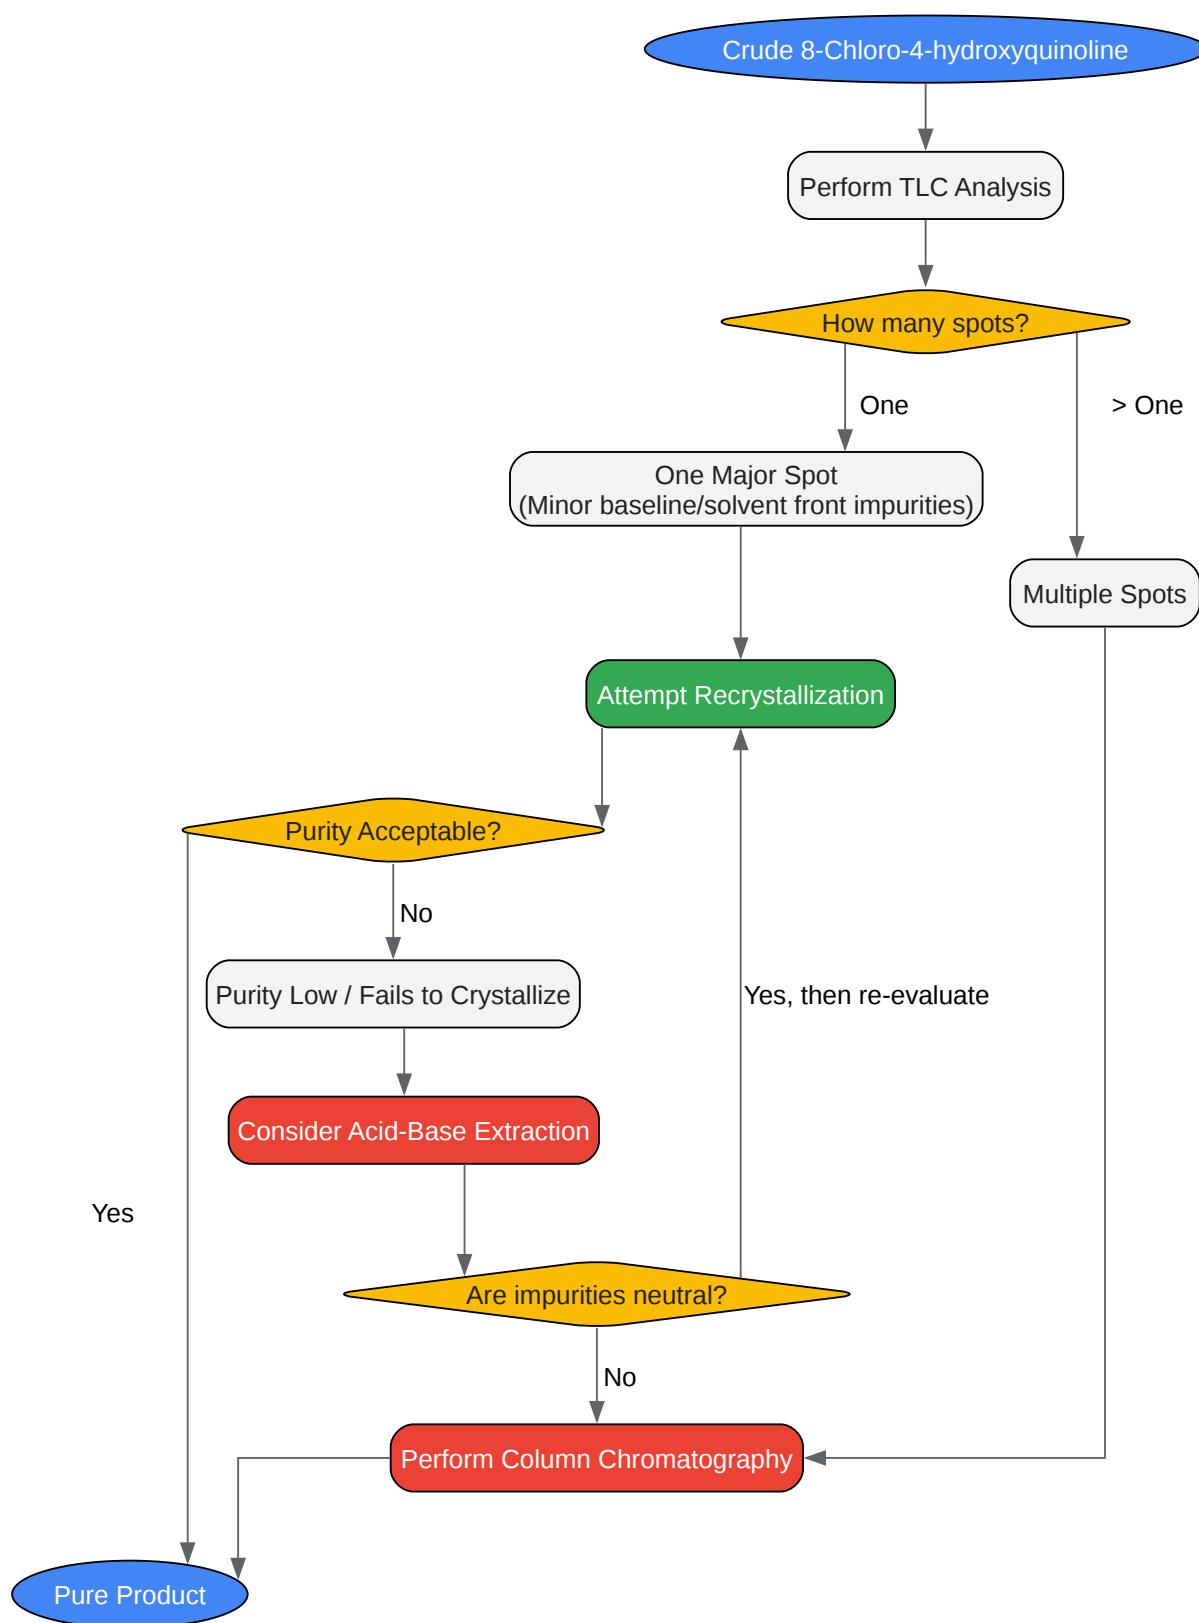 Crude 8-Chloro-4-hydroxyquinoline
Perform TLC Analysis
How many spots?
One
> One
One Major Spot
(Minor baseline/solvent front impurities)
Multiple Spots
Attempt Recrystallization
Purity Acceptable?
No
Purity Low / Fails to Crystallize
Yes, then re-evaluate
Consider Acid-Base Extraction
Yes
Are impurities neutral?
No
Perform Column Chromatography
Pure Product